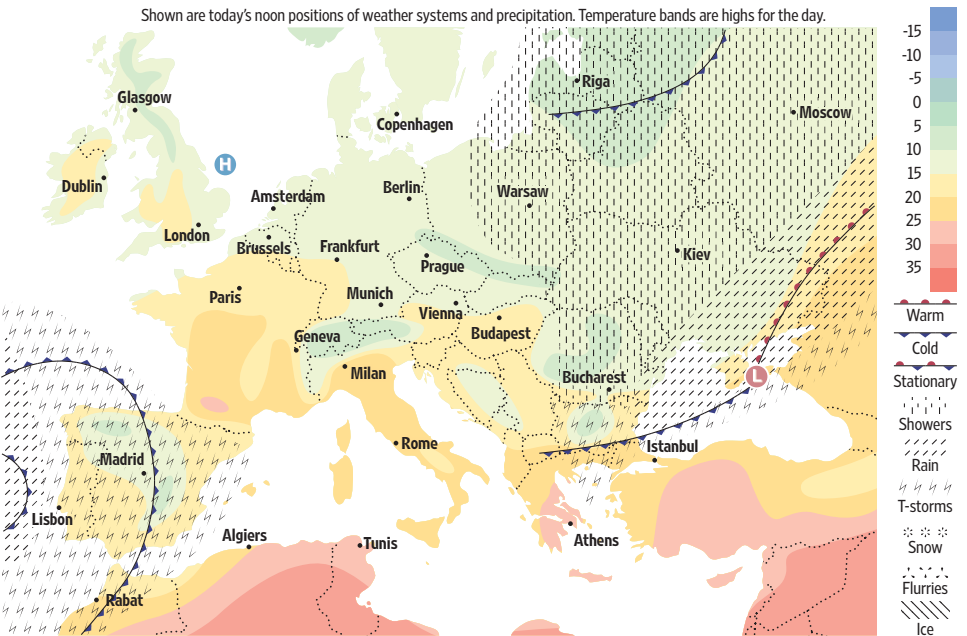 Shown are today's noon positions of weather systems and precipitation. Temperature bands are highs for the day.
-15
-10
-5
0
5
10
15
20
25
30
35
Warm
Cold
Stationary
Showers
Rain
T-storms
Snow
Flurries
Ice
Riga
Glasgow
Moscow
Copenhagen
H
Dublin
Berlin
Warsaw
Amsterdam
London
Brussels
Frankfurt
Kiev
Prague
Paris
Munich
Vienna
Budapest
Geneva
Milan
Bucharest
L
Rome
Istanbul
Madrid
Lisbon
Algiers
Tunis
Athens
Rabat